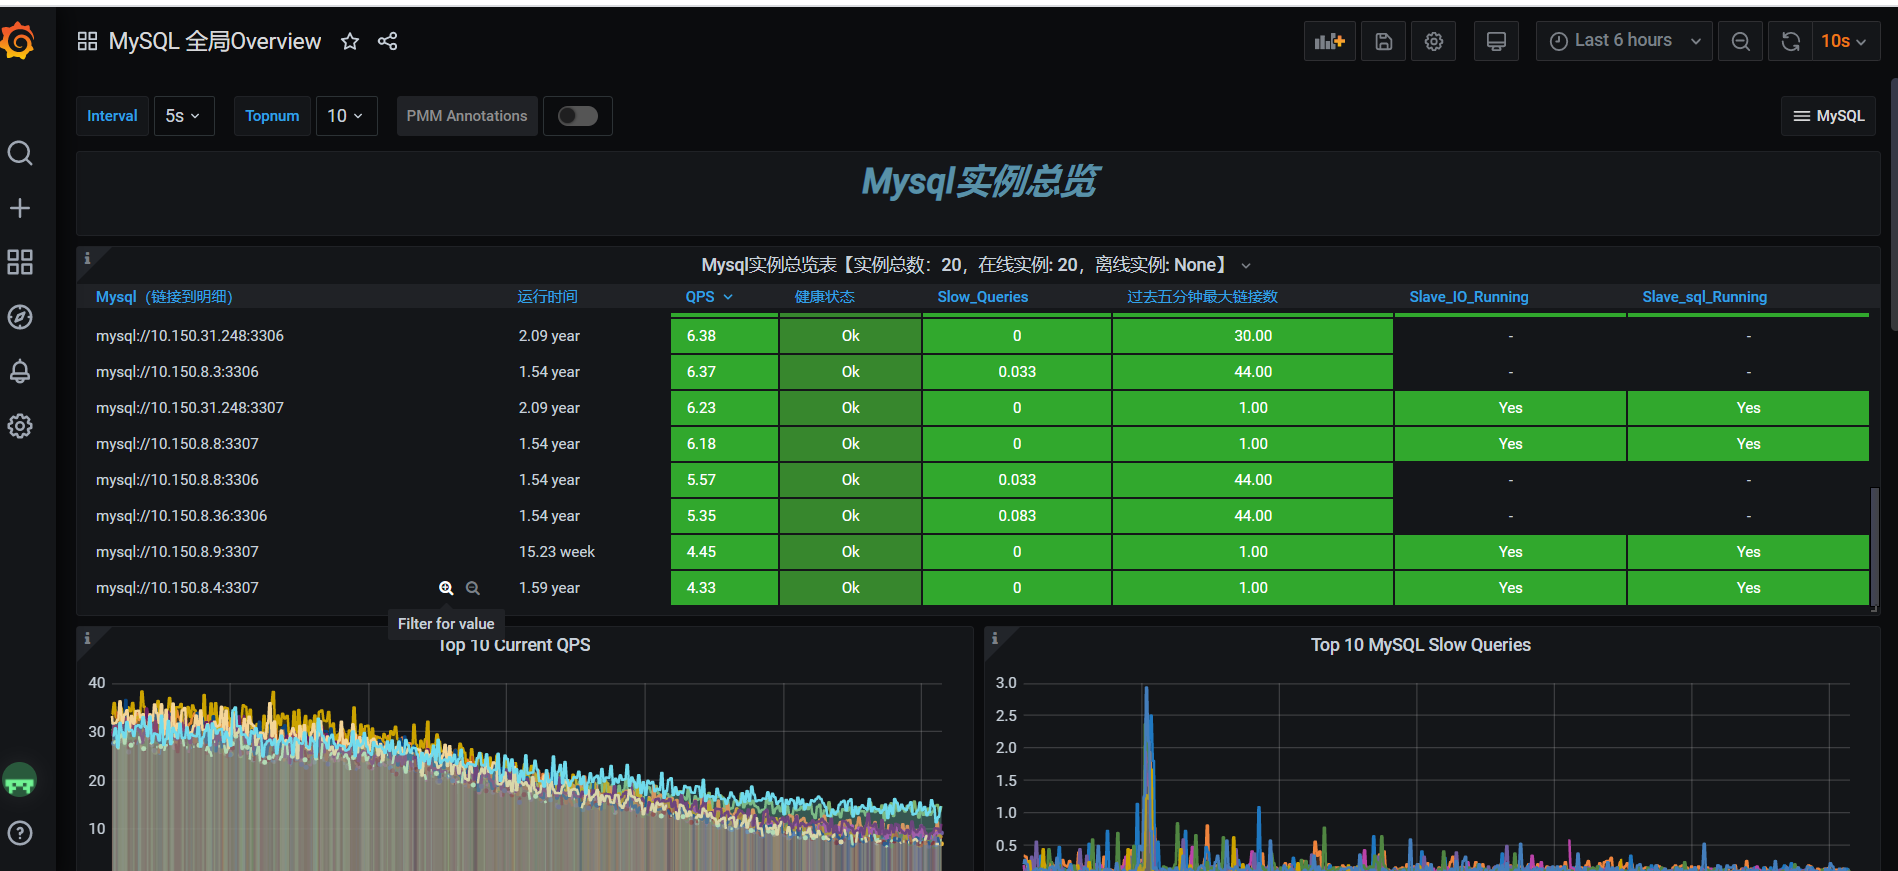 MySQL 全局Overview
Last 6 hours
10s
Interval
5s
Topnum
10
PMM Annotations
MySQL
Mysql实例总览
Mysql实例总览表【实例总数：20，在线实例: 20，离线实例: None】
Mysql（链接到明细） 运行时间 QPS 健康状态 Slow_Queries 过去五分钟最大链接数 Slave_IO_Running Slave_sql_Running
mysql://10.150.31.248:3306 2.09 year 6.38 Ok 0 30.00 - -
mysql://10.150.8.3:3306 1.54 year 6.37 Ok 0.033 44.00 - -
mysql://10.150.31.248:3307 2.09 year 6.23 Ok 0 1.00 Yes Yes
mysql://10.150.8.8:3307 1.54 year 6.18 Ok 0 1.00 Yes Yes
mysql://10.150.8.8:3306 1.54 year 5.57 Ok 0.033 44.00 - -
mysql://10.150.8.36:3306 1.54 year 5.35 Ok 0.083 44.00 - -
mysql://10.150.8.9:3307 15.23 week 4.45 Ok 0 1.00 Yes Yes
mysql://10.150.8.4:3307 1.59 year 4.33 Ok 0 1.00 Yes Yes
Filter for value
Top 10 Current QPS
40
30
20
10
Top 10 MySQL Slow Queries
3.0
2.5
2.0
1.5
1.0
0.5